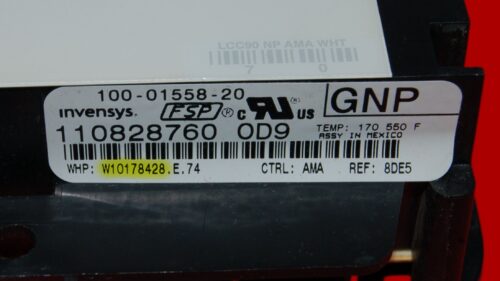 LCC90 NP AMA WHT
7 0
100-01558-20
invensys FSP® c UR us GNP
110828760 0D9
TEMP: 170 550 F
ASSY IN MEXICO
WHP: W10178428.E.74 CTRL: AMA REF: 8DE5